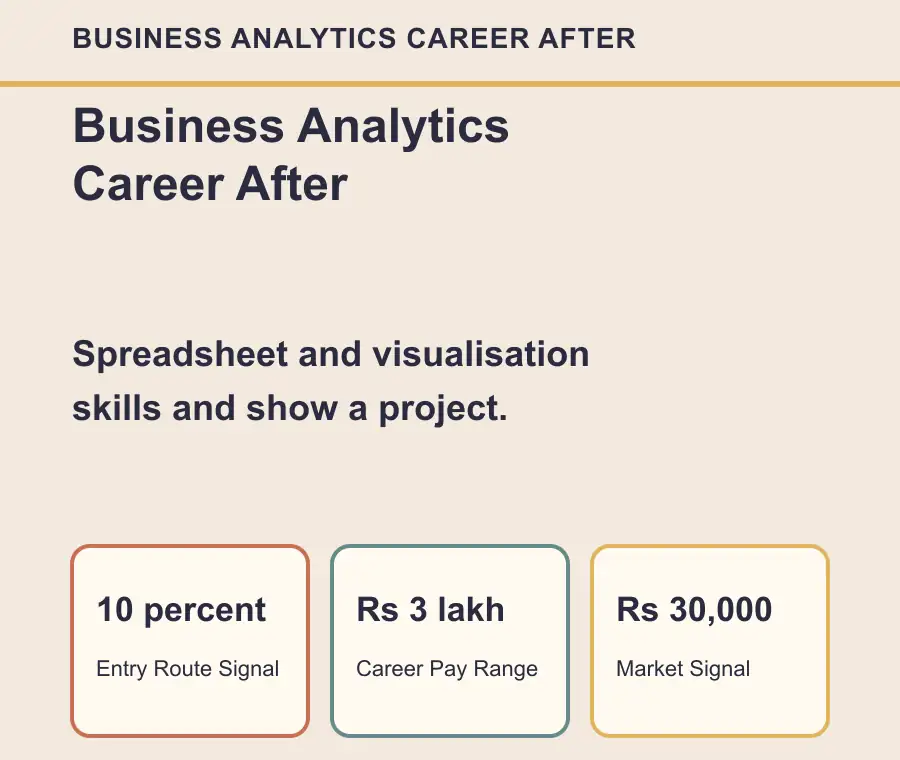 BUSINESS ANALYTICS CAREER AFTER
Business Analytics
Career After
Spreadsheet and visualisation
skills and show a project.
10 percent
Entry Route Signal
Rs 3 lakh
Career Pay Range
Rs 30,000
Market Signal